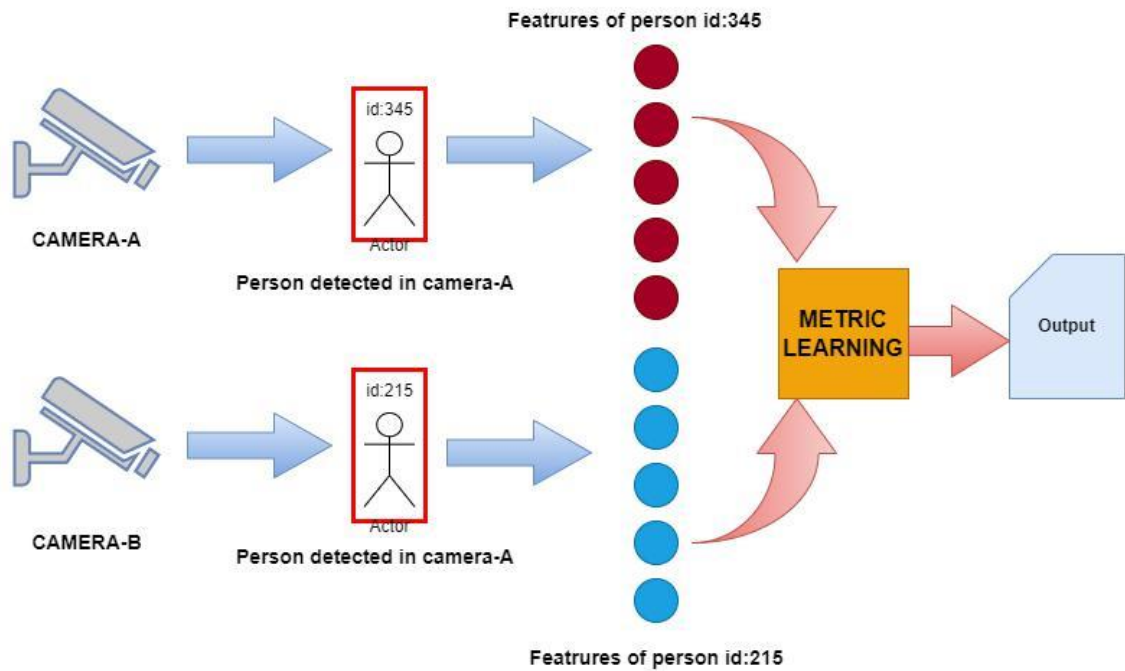 Featrures of person id:345
id:345
Actor
CAMERA-A
Person detected in camera-A
METRIC
LEARNING
Output
id:215
Actor
CAMERA-B
Person detected in camera-A
Featrures of person id:215